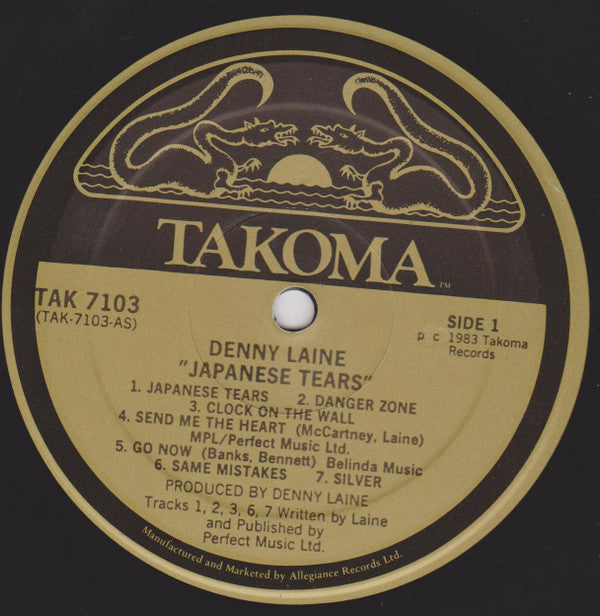 TAKOMA™
TAK 7103
(TAK-7103-AS)
SIDE 1
p c 1983 Takoma
Records
DENNY LAINE
"JAPANESE TEARS"
1. JAPANESE TEARS 2. DANGER ZONE
3. CLOCK ON THE WALL
4. SEND ME THE HEART (McCartney, Laine)
MPL/Perfect Music Ltd.
5. GO NOW (Banks, Bennett) Belinda Music
6. SAME MISTAKES 7. SILVER
PRODUCED BY DENNY LAINE
Tracks 1, 2, 3, 6, 7 Written by Laine
and Published by
Perfect Music Ltd.
Manufactured and Marketed by Allegiance Records Ltd.